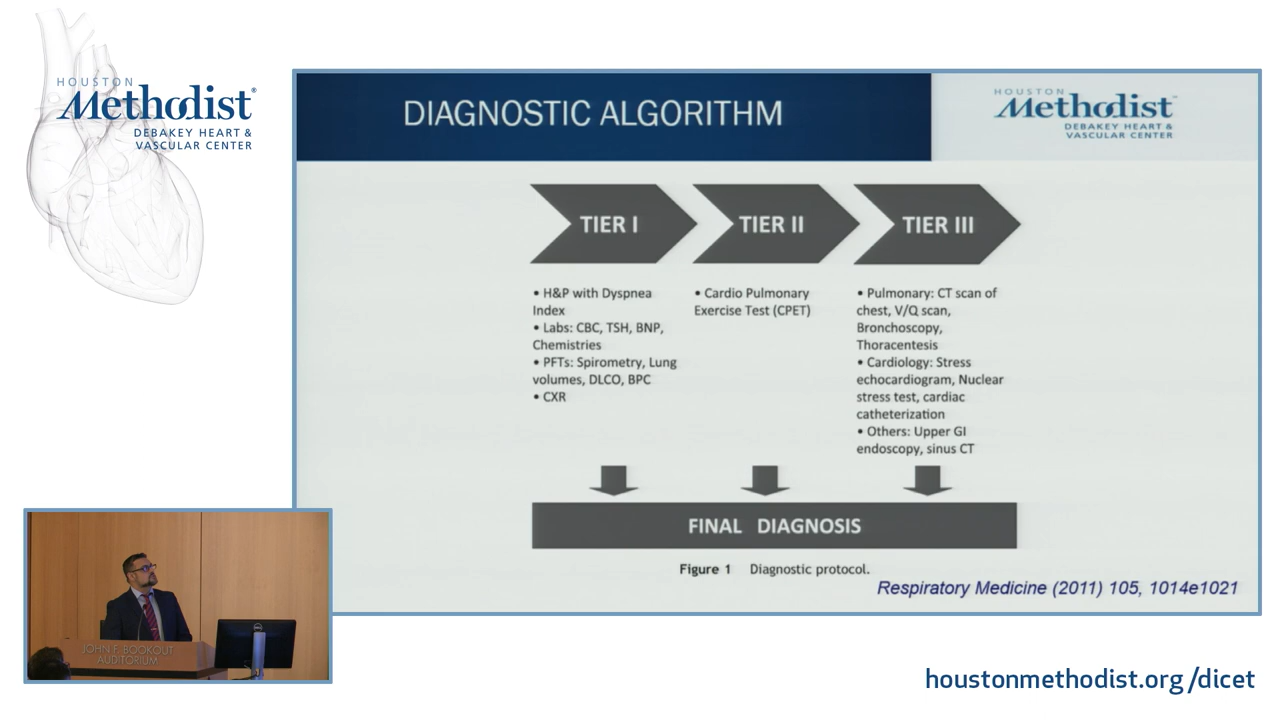 HOUSTON
Methodist®
DEBAKEY HEART &
VASCULAR CENTER
DIAGNOSTIC ALGORITHM
HOUSTON
Methodist
DEBAKEY HEART &
VASCULAR CENTER
TIER I
• H&P with Dyspnea
Index
• Labs: CBC, TSH, BNP,
Chemistries
• PFTs: Spirometry, Lung
volumes, DLCO, BPC
• CXR
TIER II
• Cardio Pulmonary
Exercise Test (CPET)
TIER III
• Pulmonary: CT scan of
chest, V/Q scan,
Bronchoscopy,
Thoracentesis
• Cardiology: Stress
echocardiogram, Nuclear
stress test, cardiac
catheterization
• Others: Upper GI
endoscopy, sinus CT
FINAL DIAGNOSIS
Figure 1 Diagnostic protocol.
Respiratory Medicine (2011) 105, 1014e1021
JOHN F. BOOKOUT
AUDITORIUM
DELL
houstonmethodist.org/dicet